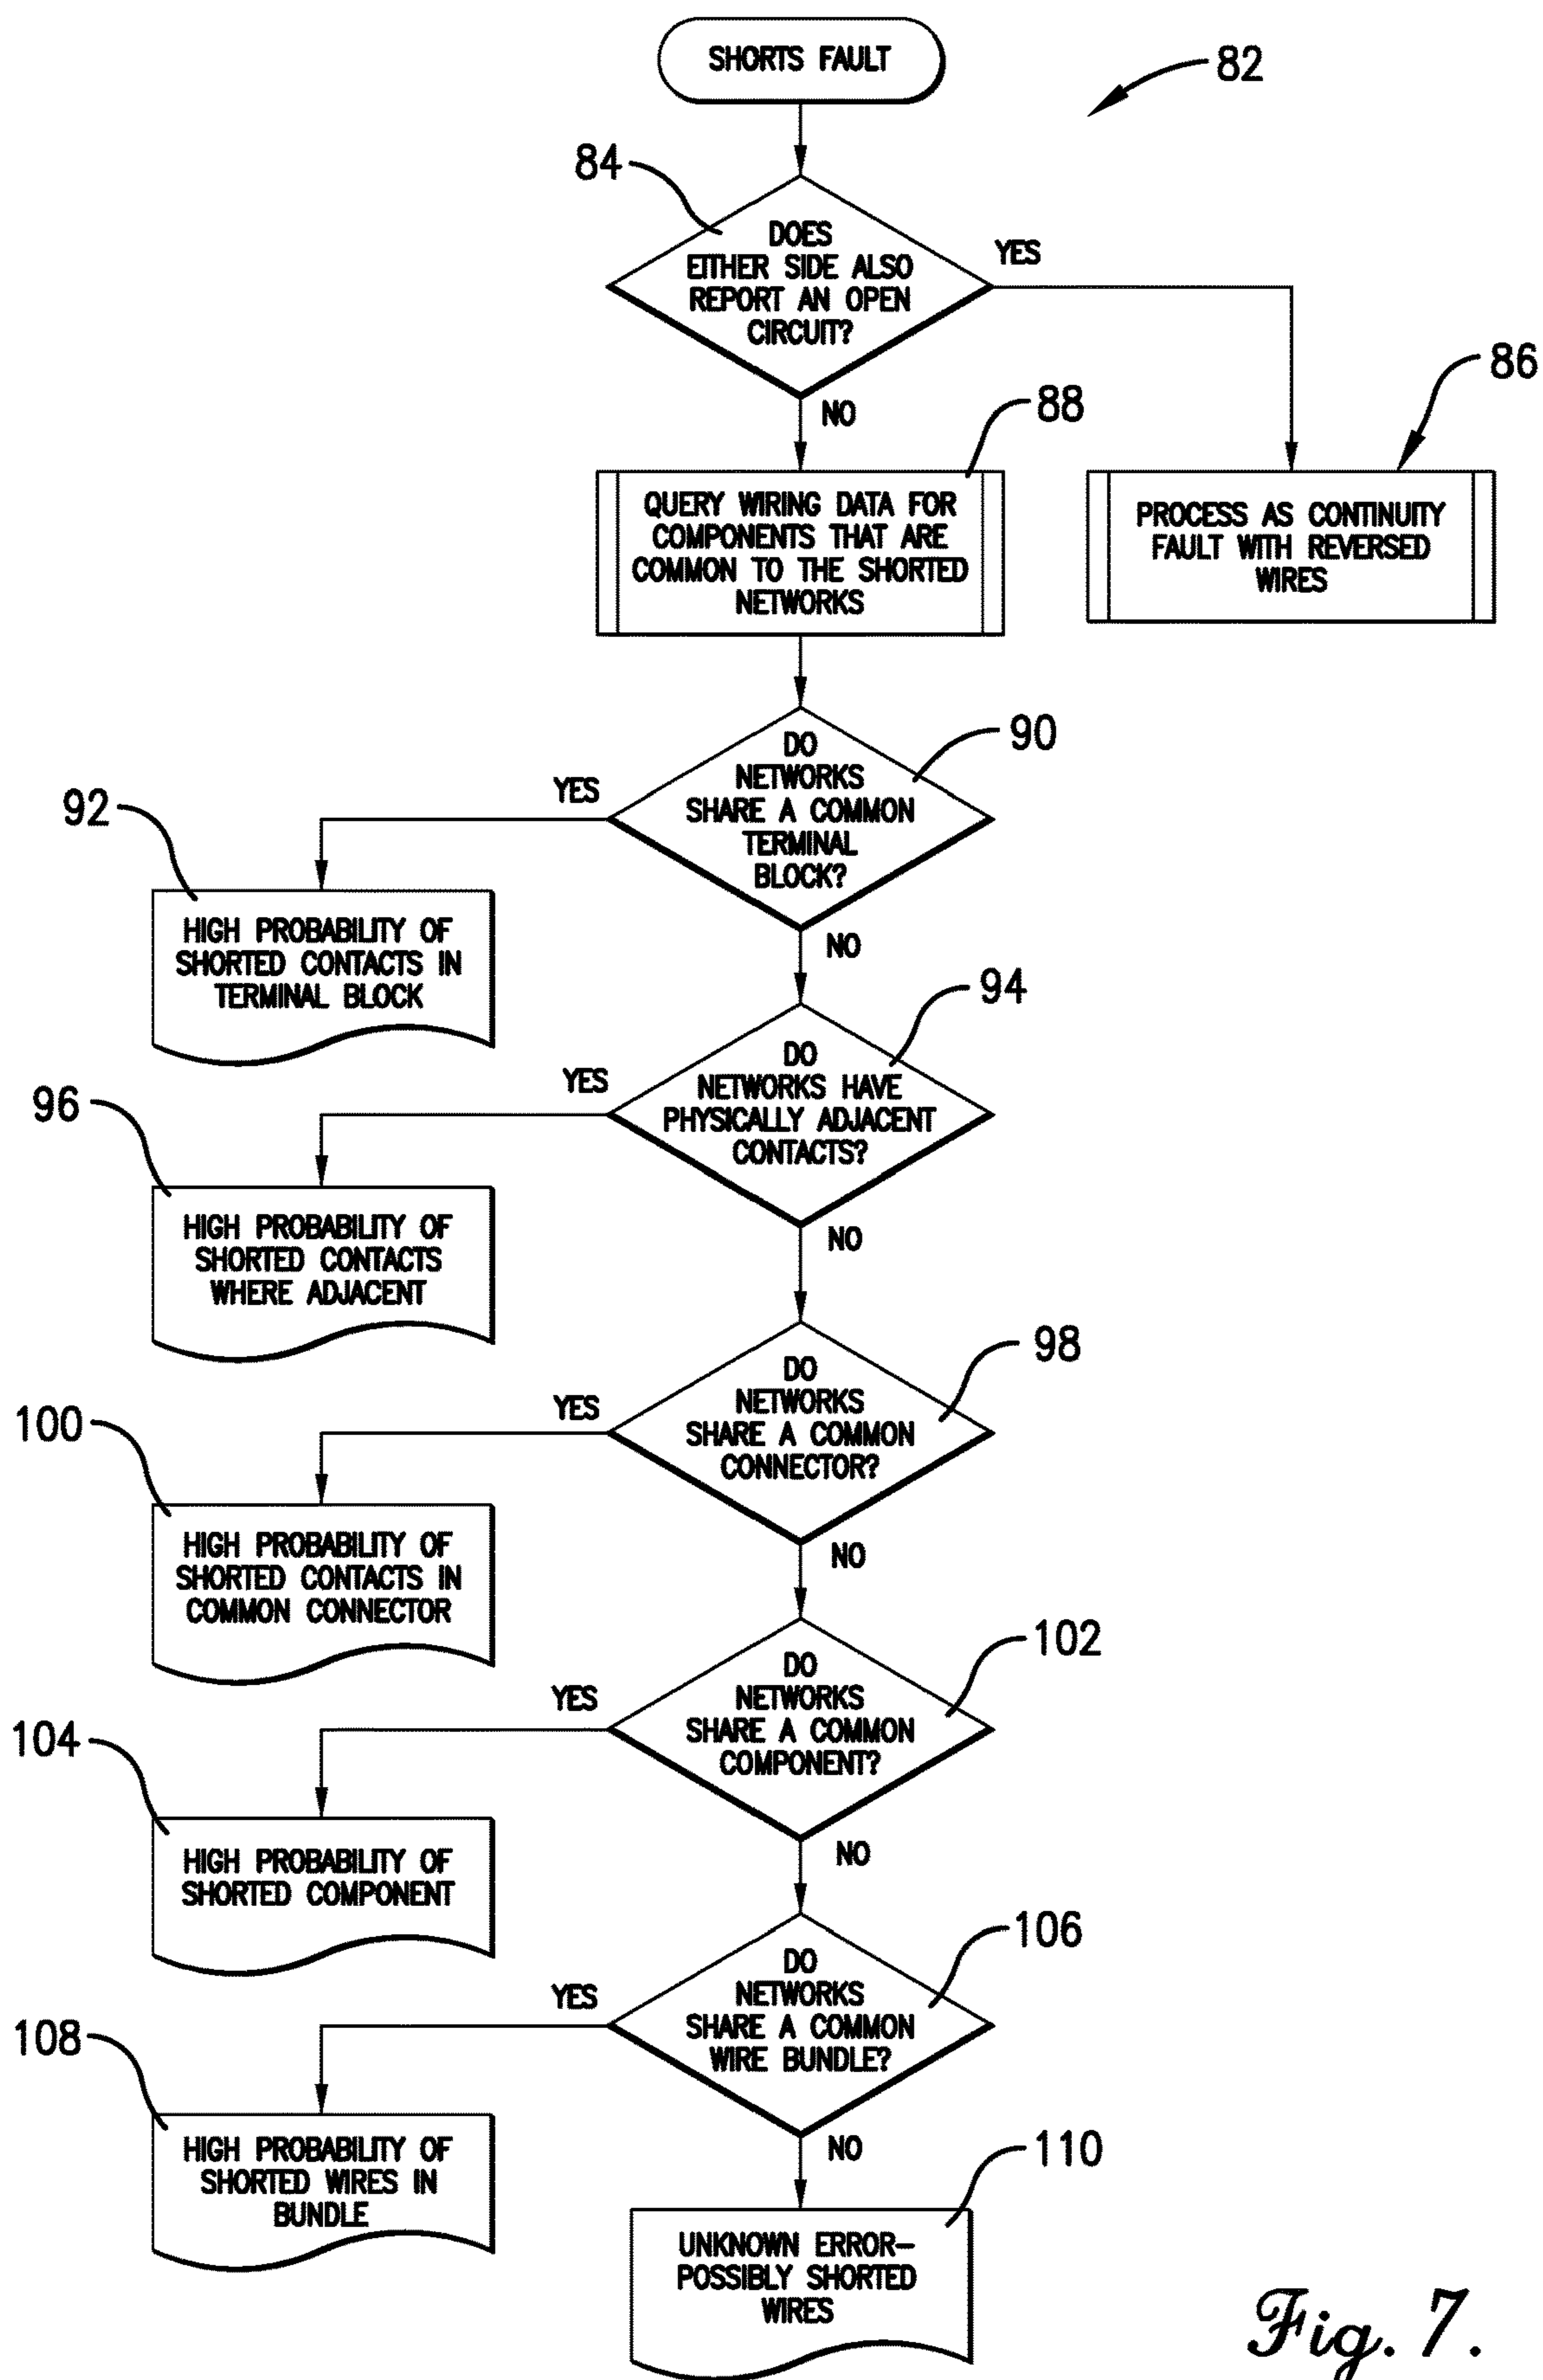 SHORTS FAULT
82
84
DOES
EITHER SIDE ALSO
REPORT AN OPEN
CIRCUIT?
YES
NO
86
88
QUERY WIRING DATA FOR
COMPONENTS THAT ARE
COMMON TO THE SHORTED
NETWORKS
PROCESS AS CONTINUITY
FAULT WITH REVERSED
WIRES
90
DO
NETWORKS
SHARE A COMMON
TERMINAL
BLOCK?
YES
NO
92
HIGH PROBABILITY OF
SHORTED CONTACTS IN
TERMINAL BLOCK
94
DO
NETWORKS HAVE
PHYSICALLY ADJACENT
CONTACTS?
YES
NO
96
HIGH PROBABILITY OF
SHORTED CONTACTS
WHERE ADJACENT
98
DO
NETWORKS
SHARE A COMMON
CONNECTOR?
YES
NO
100
HIGH PROBABILITY OF
SHORTED CONTACTS IN
COMMON CONNECTOR
102
DO
NETWORKS
SHARE A COMMON
COMPONENT?
YES
NO
104
HIGH PROBABILITY OF
SHORTED COMPONENT
106
DO
NETWORKS
SHARE A COMMON
WIRE BUNDLE?
YES
NO
108
HIGH PROBABILITY OF
SHORTED WIRES IN
BUNDLE
110
UNKNOWN ERROR–
POSSIBLY SHORTED
WIRES
Fig. 7.